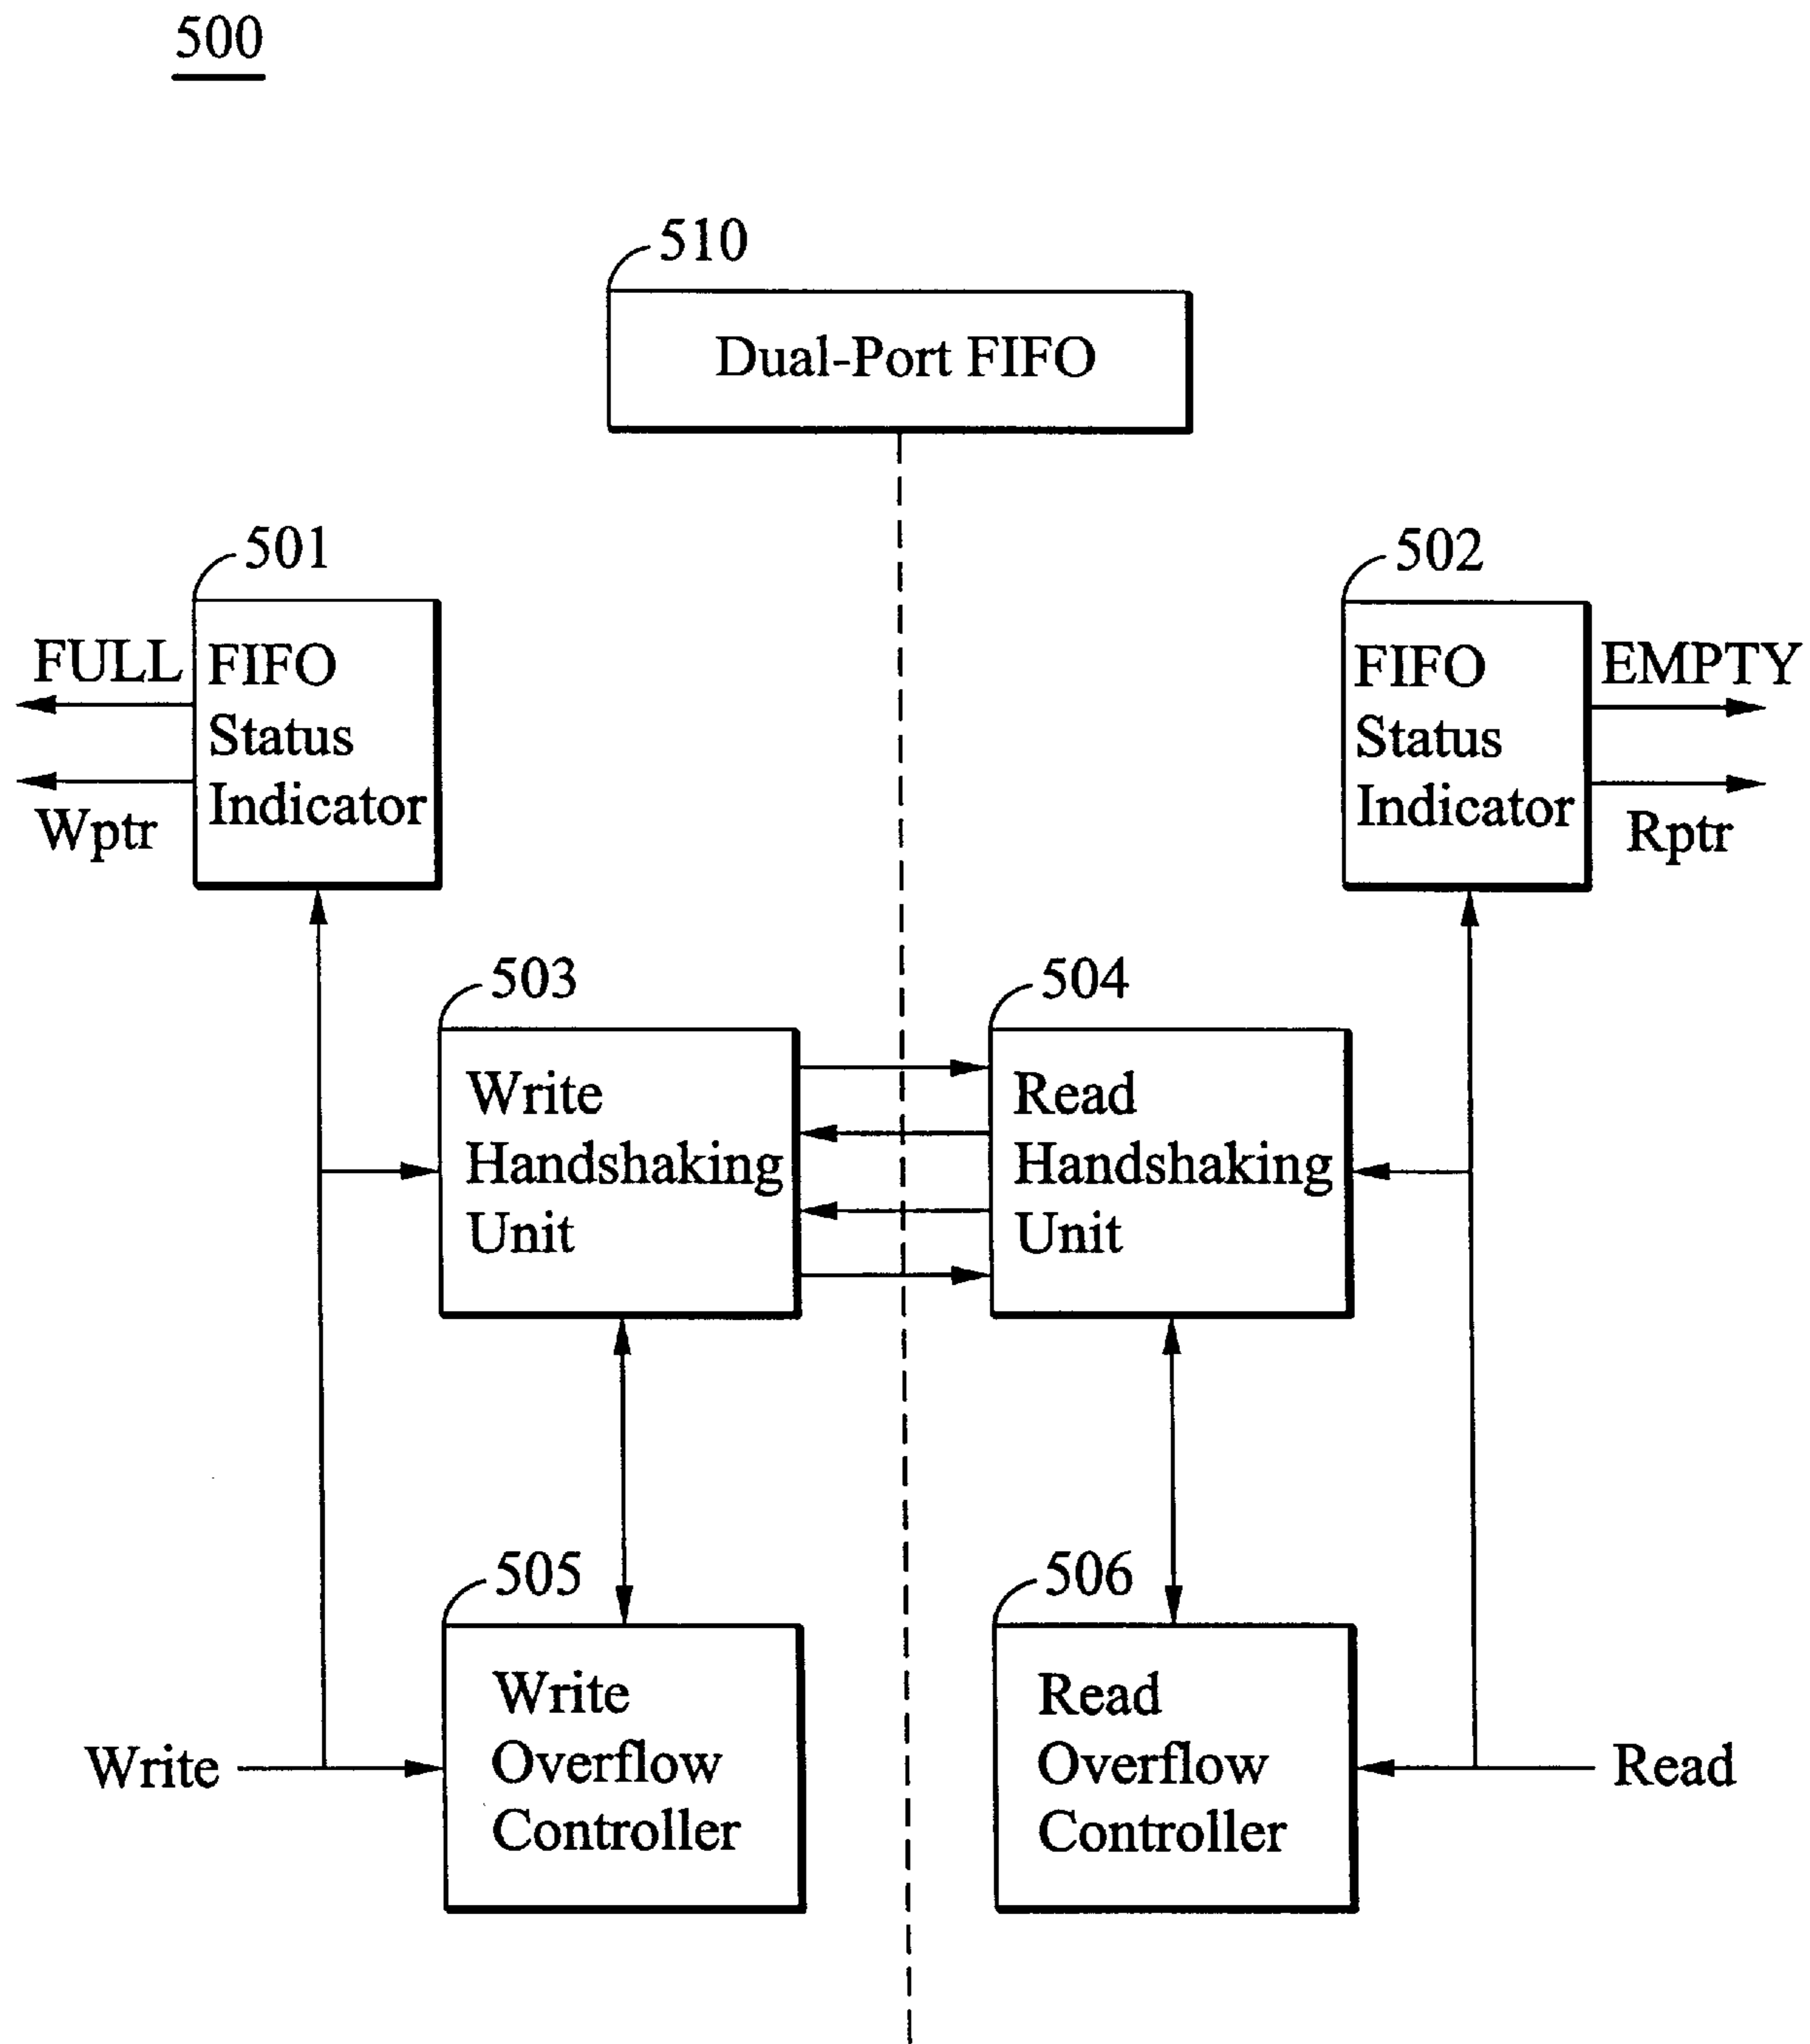 500
510
Dual-Port FIFO
501
FULL
FIFO
Status
Indicator
Wptr
502
FIFO
Status
Indicator
EMPTY
Rptr
503
Write
Handshaking
Unit
504
Read
Handshaking
Unit
505
Write
Overflow
Controller
506
Read
Overflow
Controller
Write
Read